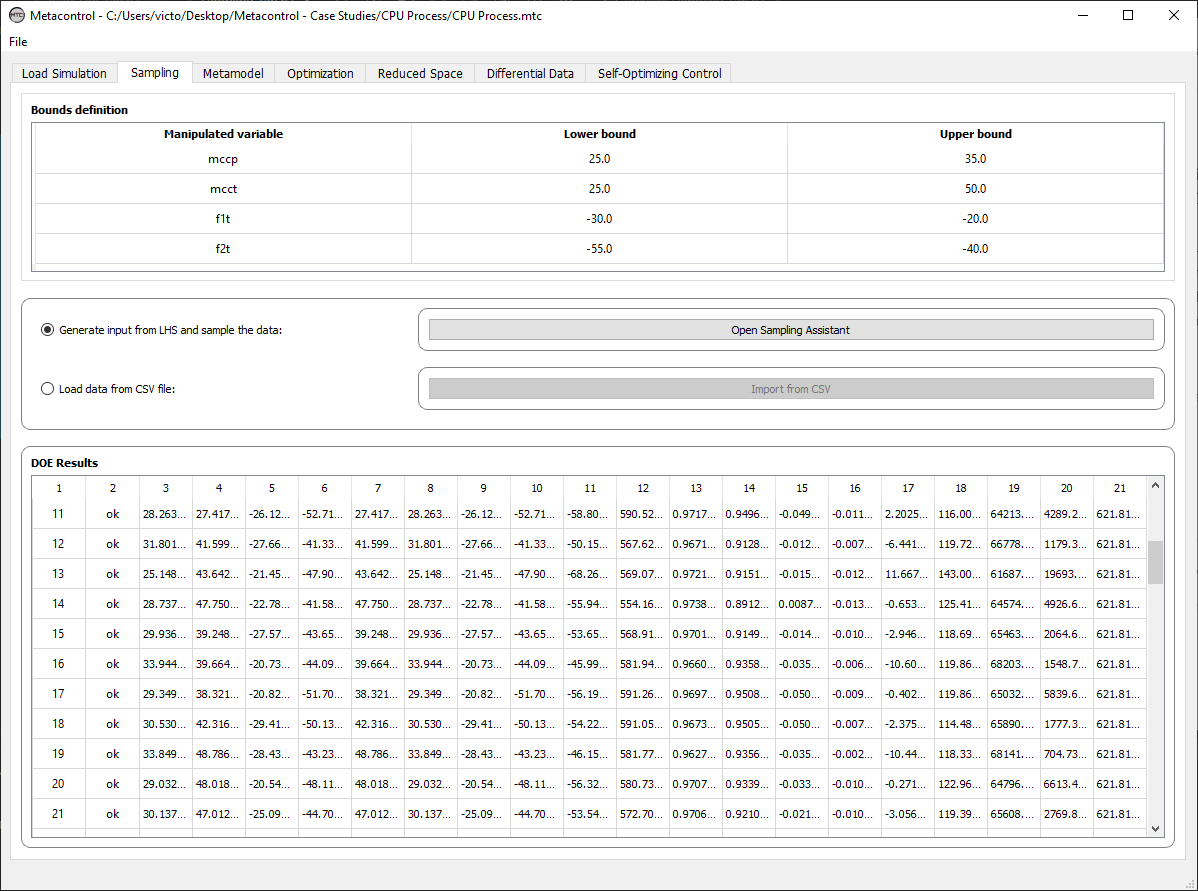 MTC Metacontrol - C:/Users/victo/Desktop/Metacontrol - Case Studies/CPU Process/CPU Process.mtc
File
Load Simulation Sampling Metamodel Optimization Reduced Space Differential Data Self-Optimizing Control
Bounds definition
Manipulated variable Lower bound Upper bound
mccp 25.0 35.0
mcct 25.0 50.0
f1t -30.0 -20.0
f2t -55.0 -40.0
Generate input from LHS and sample the data: Open Sampling Assistant
Load data from CSV file: Import from CSV
DOE Results
1 2 3 4 5 6 7 8 9 10 11 12 13 14 15 16 17 18 19 20 21
11 ok 28.263... 27.417... -26.12... -52.71... 27.417... 28.263... -26.12... -52.71... -58.80... 590.52... 0.9717... 0.9496... -0.049... -0.011... 2.2025... 116.00... 64213.... 4289.2... 621.81...
12 ok 31.801... 41.599... -27.66... -41.33... 41.599... 31.801... -27.66... -41.33... -50.15... 567.62... 0.9671... 0.9128... -0.012... -0.007... -6.441... 119.72... 66778.... 1179.3... 621.81...
13 ok 25.148... 43.642... -21.45... -47.90... 43.642... 25.148... -21.45... -47.90... -68.26... 569.07... 0.9721... 0.9151... -0.015... -0.012... 11.667... 143.00... 61687.... 19693.... 621.81...
14 ok 28.737... 47.750... -22.78... -41.58... 47.750... 28.737... -22.78... -41.58... -55.94... 554.16... 0.9738... 0.8912... 0.0087... -0.013... -0.653... 125.41... 64574.... 4926.6... 621.81...
15 ok 29.936... 39.248... -27.57... -43.65... 39.248... 29.936... -27.57... -43.65... -53.65... 568.91... 0.9701... 0.9149... -0.014... -0.010... -2.946... 118.69... 65463.... 2064.6... 621.81...
16 ok 33.944... 39.664... -20.73... -44.09... 39.664... 33.944... -20.73... -44.09... -45.99... 581.94... 0.9660... 0.9358... -0.035... -0.006... -10.60... 119.86... 68203.... 1548.7... 621.81...
17 ok 29.349... 38.321... -20.82... -51.70... 38.321... 29.349... -20.82... -51.70... -56.19... 591.26... 0.9697... 0.9508... -0.050... -0.009... -0.402... 119.86... 65032.... 5839.6... 621.81...
18 ok 30.530... 42.316... -29.41... -50.13... 42.316... 30.530... -29.41... -50.13... -54.22... 591.05... 0.9673... 0.9505... -0.050... -0.007... -2.375... 114.48... 65890.... 1777.3... 621.81...
19 ok 33.849... 48.786... -28.43... -43.23... 48.786... 33.849... -28.43... -43.23... -46.15... 581.77... 0.9627... 0.9356... -0.035... -0.002... -10.44... 118.33... 68141.... 704.73... 621.81...
20 ok 29.032... 48.018... -20.54... -48.11... 48.018... 29.032... -20.54... -48.11... -56.32... 580.73... 0.9707... 0.9339... -0.033... -0.010... -0.271... 122.96... 64796.... 6613.4... 621.81...
21 ok 30.137... 47.012... -25.09... -44.70... 47.012... 30.137... -25.09... -44.70... -53.54... 572.70... 0.9706... 0.9210... -0.021... -0.010... -3.056... 119.39... 65608.... 2769.8... 621.81...